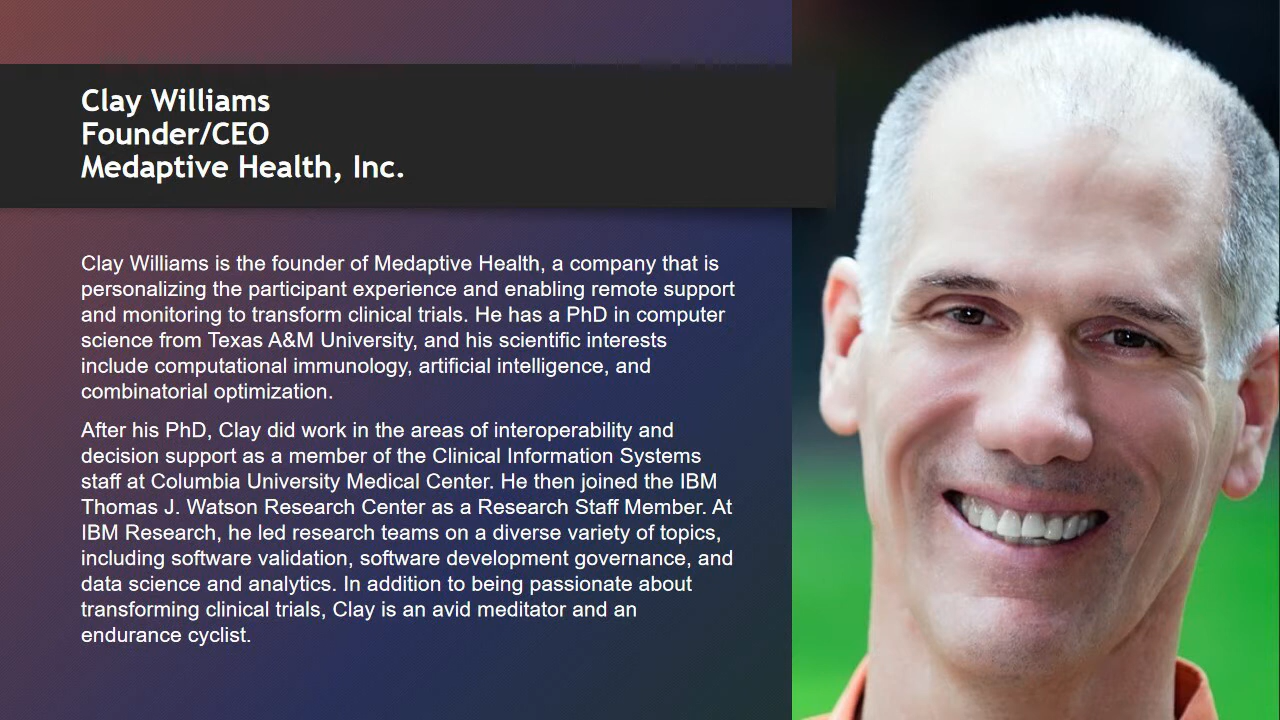 Clay Williams
Founder/CEO
Medaptive Health, Inc.
Clay Williams is the founder of Medaptive Health, a company that is
personalizing the participant experience and enabling remote support
and monitoring to transform clinical trials. He has a PhD in computer
science from Texas A&M University, and his scientific interests
include computational immunology, artificial intelligence, and
combinatorial optimization.
After his PhD, Clay did work in the areas of interoperability and
decision support as a member of the Clinical Information Systems
staff at Columbia University Medical Center. He then joined the IBM
Thomas J. Watson Research Center as a Research Staff Member. At
IBM Research, he led research teams on a diverse variety of topics,
including software validation, software development governance, and
data science and analytics. In addition to being passionate about
transforming clinical trials, Clay is an avid meditator and an
endurance cyclist.